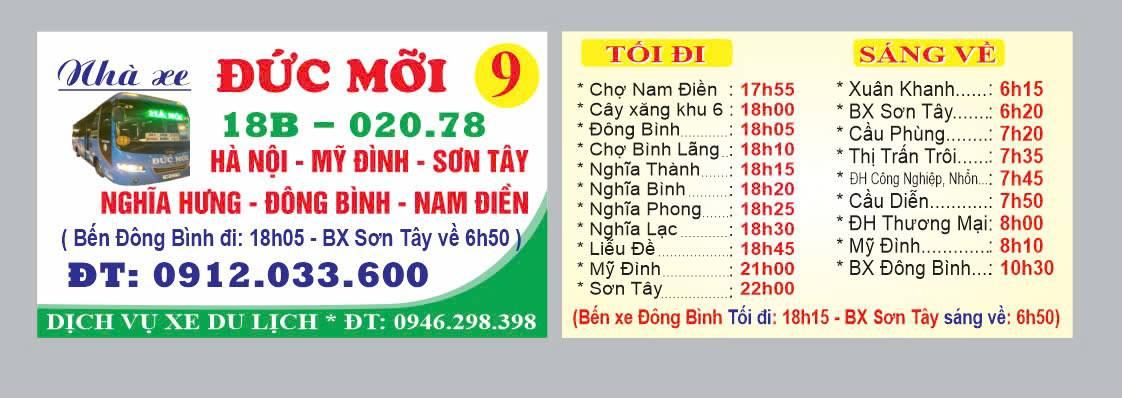 Nhà xe ĐỨC MỠI 9
HÀ NỘI
ĐỨC MỠI
18B – 020.78
HÀ NỘI - MỸ ĐÌNH - SƠN TÂY
NGHĨA HƯNG - ĐÔNG BÌNH - NAM ĐIỀN
( Bến Đông Bình đi: 18h05 - BX Sơn Tây về 6h50 )
ĐT: 0912.033.600
DỊCH VỤ XE DU LỊCH * ĐT: 0946.298.398
TỐI ĐI
* Chợ Nam Điền : 17h55
* Cây xăng khu 6 : 18h00
* Đông Bình : 18h05
* Chợ Bình Lãng : 18h10
* Nghĩa Thành : 18h15
* Nghĩa Bình : 18h20
* Nghĩa Phong : 18h25
* Nghĩa Lạc : 18h30
* Liễu Đề : 18h45
* Mỹ Đình : 21h00
* Sơn Tây : 22h00
SÁNG VỀ
* Xuân Khanh......: 6h15
* BX Sơn Tây.......: 6h20
* Cầu Phùng.........: 7h20
* Thị Trấn Trôi.......: 7h35
* ĐH Công Nghiệp, Nhổn...: 7h45
* Cầu Diễn............: 7h50
* ĐH Thương Mại: 8h00
* Mỹ Đình.............: 8h10
* BX Đông Bình...: 10h30
(Bến xe Đông Bình Tối đi: 18h15 - BX Sơn Tây sáng về: 6h50)